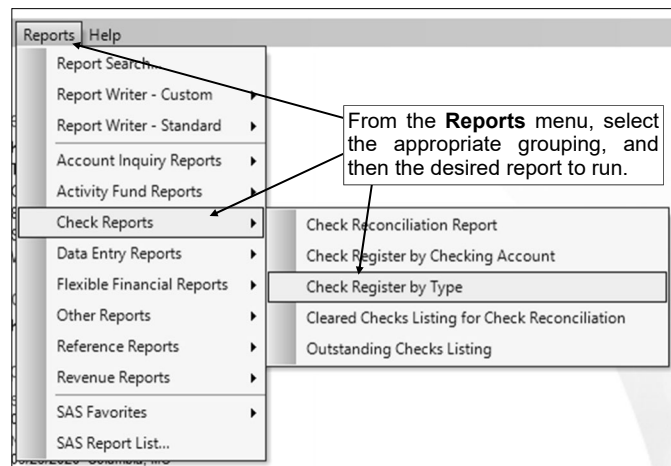 Reports Help
Report Search...
Report Writer - Custom
Report Writer - Standard
Account Inquiry Reports
Activity Fund Reports
Check Reports
Data Entry Reports
Flexible Financial Reports
Other Reports
Reference Reports
Revenue Reports
SAS Favorites
SAS Report List...
From the Reports menu, select
the appropriate grouping, and
then the desired report to run.
Check Reconciliation Report
Check Register by Checking Account
Check Register by Type
Cleared Checks Listing for Check Reconciliation
Outstanding Checks Listing